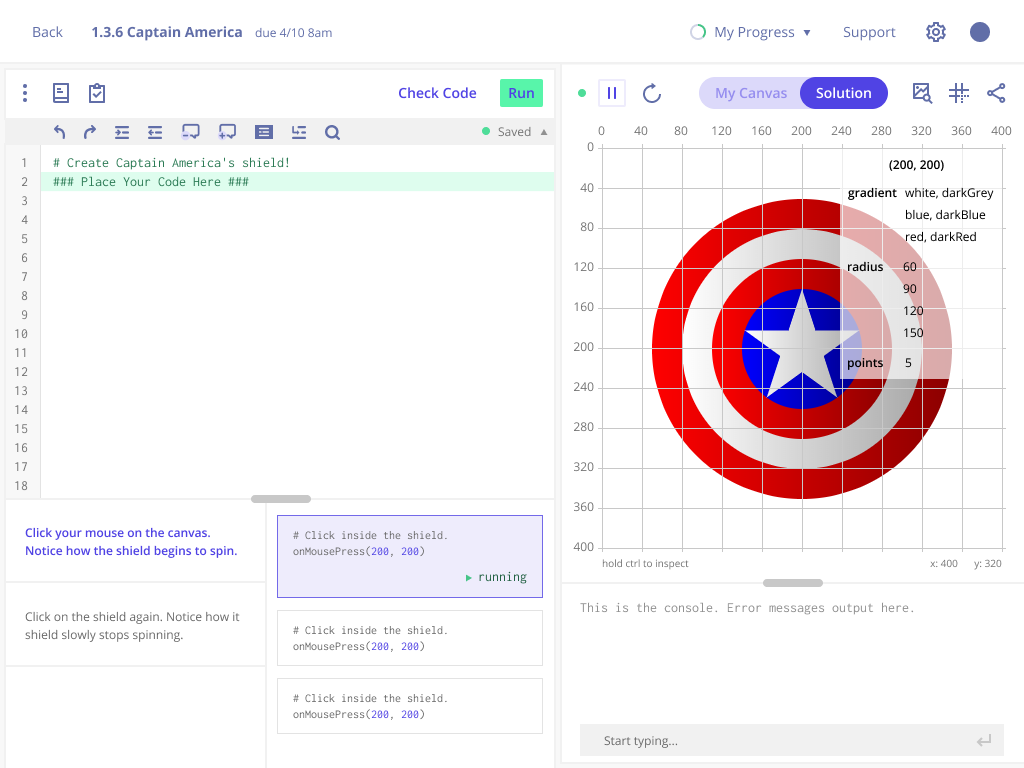 Back
1.3.6 Captain America
due 4/10 8am
My Progress ▼
Support
Check Code
Run
My Canvas
Solution
Saved ▲
1 # Create Captain America's shield!
2 ### Place Your Code Here ###
3
4
5
6
7
8
9
10
11
12
13
14
15
16
17
18
Click your mouse on the canvas.
Notice how the shield begins to spin.
Click on the shield again. Notice how it
shield slowly stops spinning.
# Click inside the shield.
onMousePress(200, 200)
running
# Click inside the shield.
onMousePress(200, 200)
# Click inside the shield.
onMousePress(200, 200)
0 40 80 120 160 200 240 280 320 360 400
0
40
80
120
160
200
240
280
320
360
400
(200, 200)
gradient white, darkGrey
blue, darkBlue
red, darkRed
radius 60
90
120
150
points 5
hold ctrl to inspect
x: 400 y: 320
This is the console. Error messages output here.
Start typing...